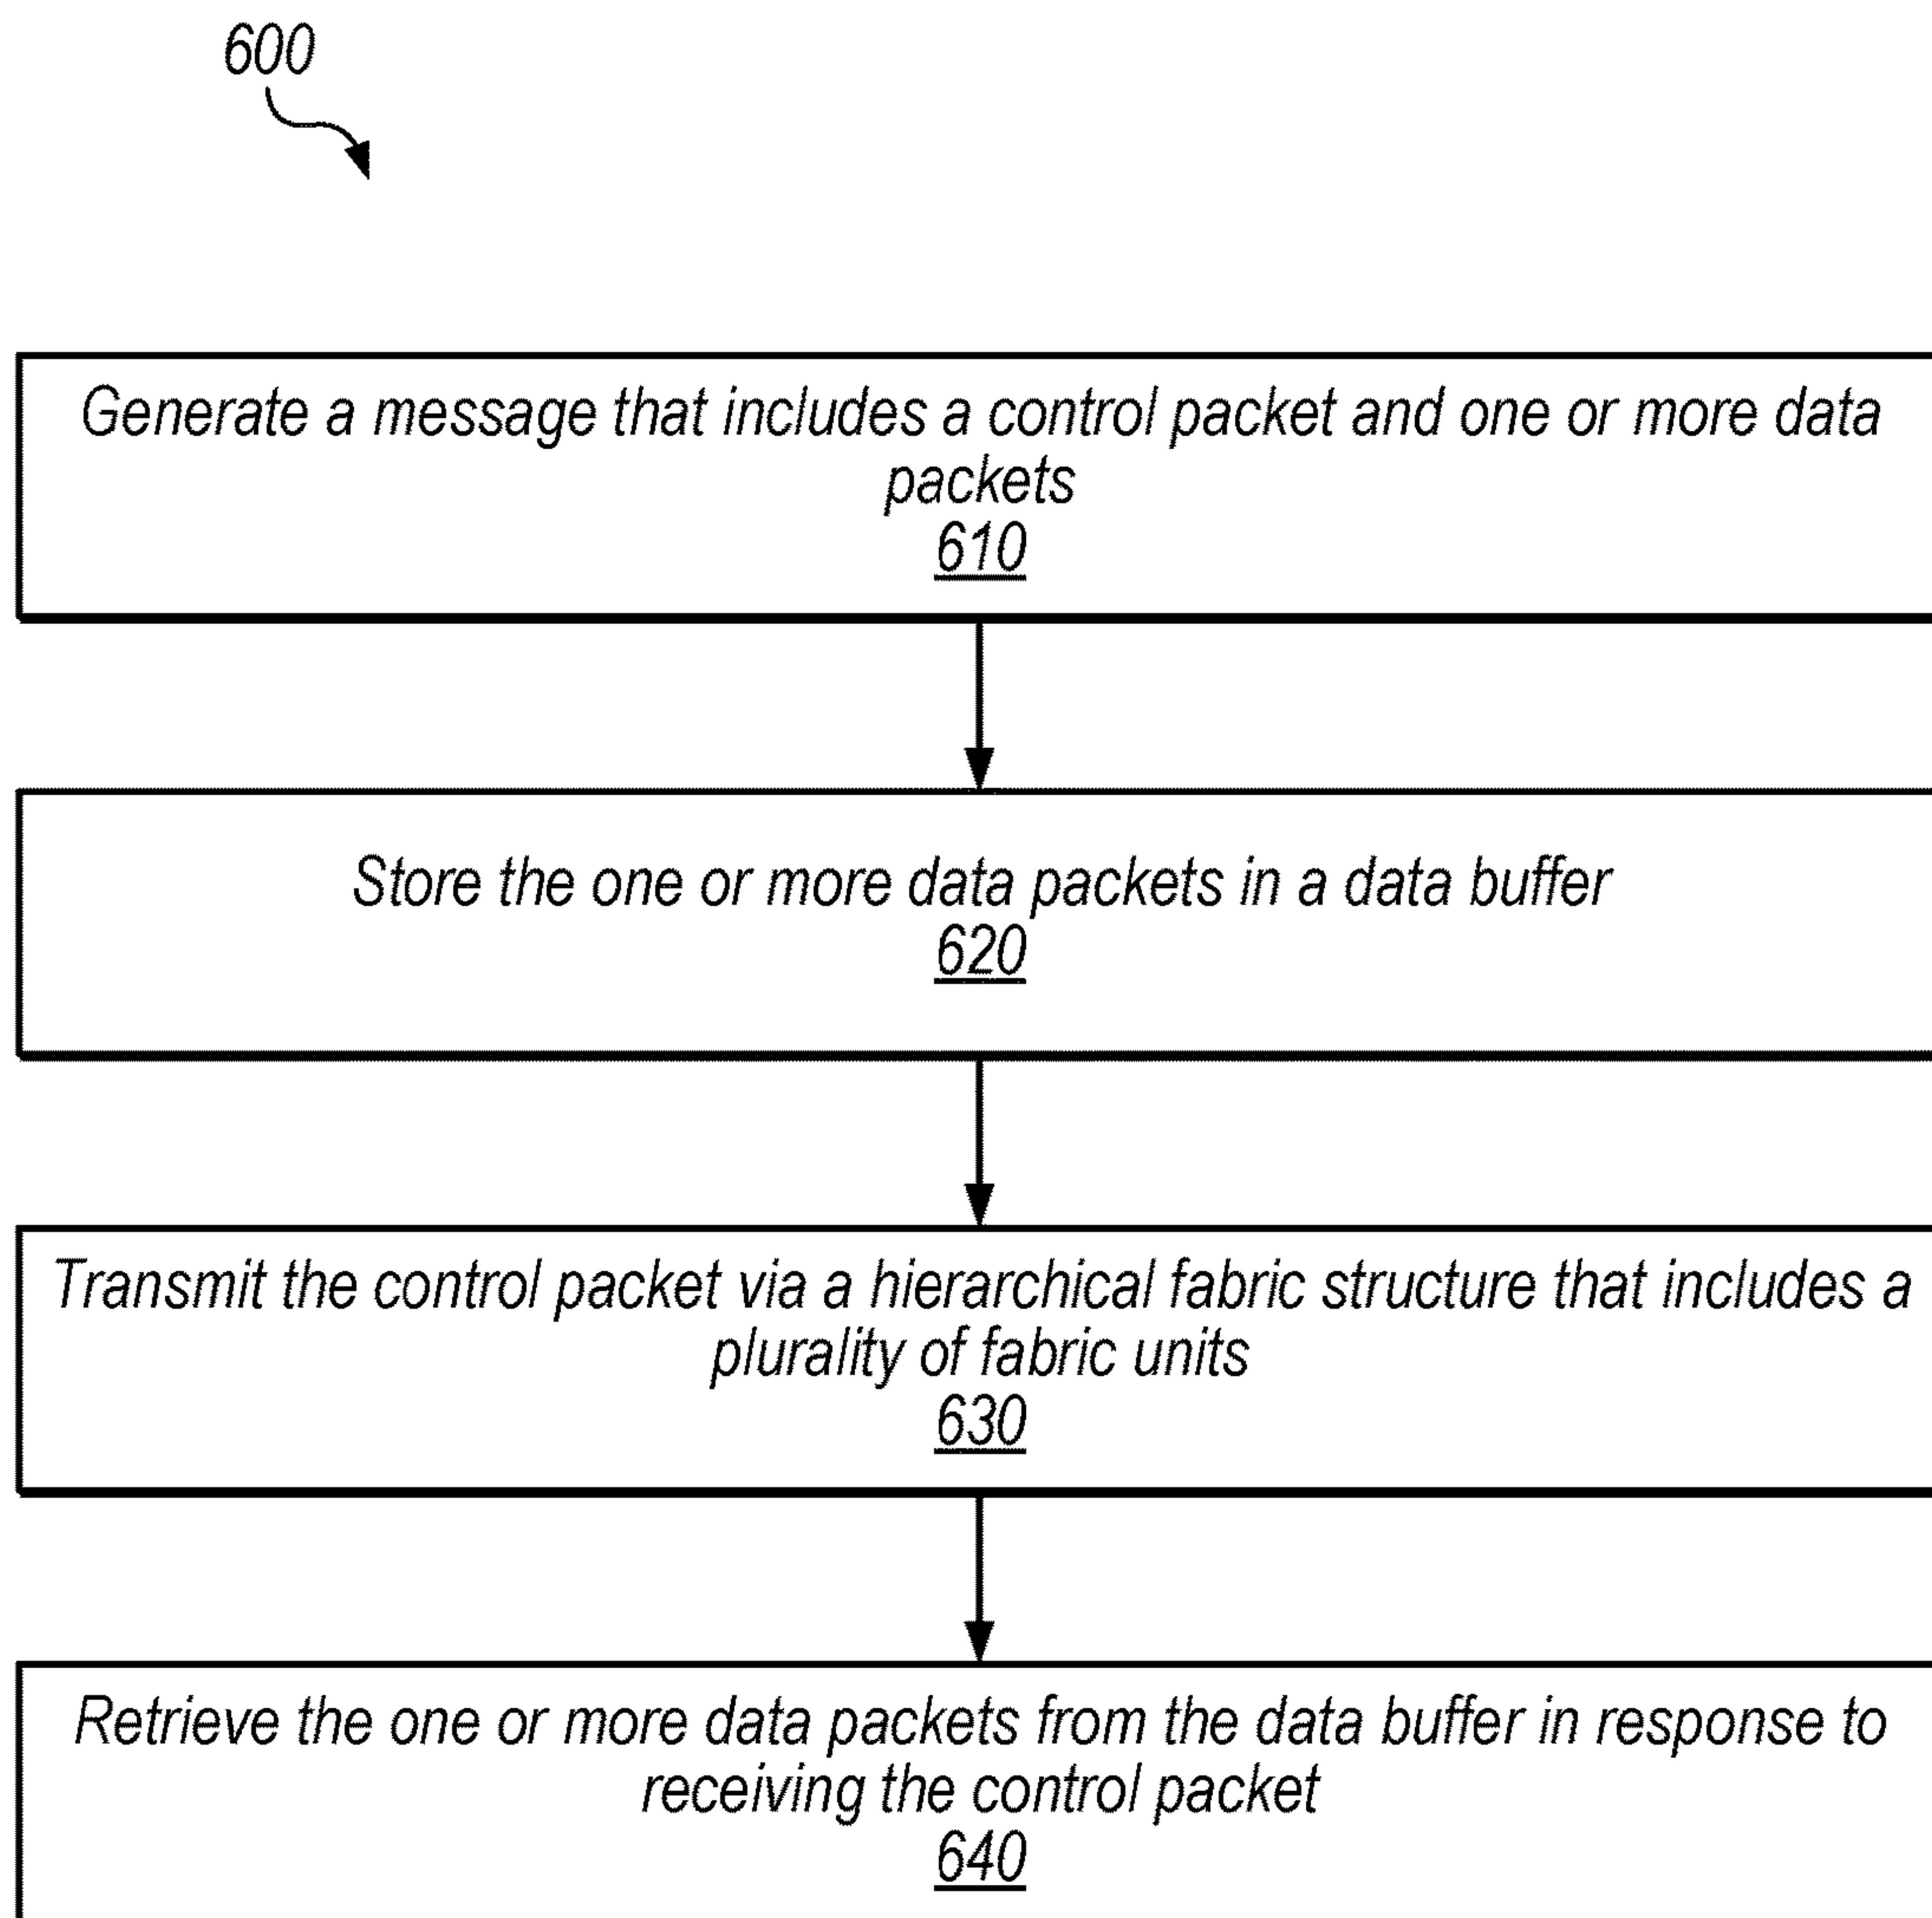 600
Generate a message that includes a control packet and one or more data
packets
610
Store the one or more data packets in a data buffer
620
Transmit the control packet via a hierarchical fabric structure that includes a
plurality of fabric units
630
Retrieve the one or more data packets from the data buffer in response to
receiving the control packet
640